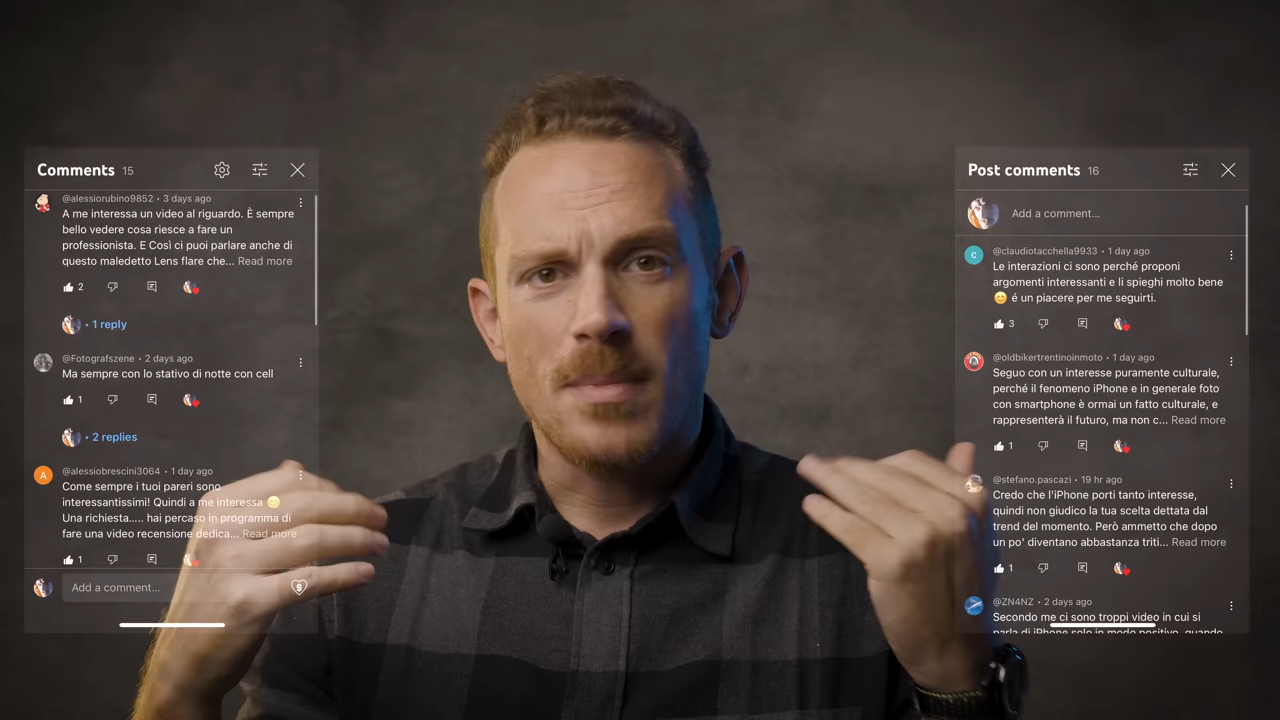 Comments 15
@alessiorubino9852 • 3 days ago
A me interessa un video al riguardo. È sempre
bello vedere cosa riesce a fare un
professionista. E Così ci puoi parlare anche di
questo maledetto Lens flare che... Read more
2
• 1 reply
@Fotografszene • 2 days ago
Ma sempre con lo stativo di notte con cell
1
• 2 replies
A
@alessiobrescini3064 • 1 day ago
Come sempre i tuoi pareri sono
interessantissimi! Quindi a me interessa 😊
Una richiesta..... hai percaso in programma di
fare una video recensione dedica... Read more
1
Add a comment...
$
Post comments 16
Add a comment...
C
@claudiotacchella9933 • 1 day ago
Le interazioni ci sono perché proponi
argomenti interessanti e li spieghi molto bene
😊 é un piacere per me seguirti.
3
@oldbikertrentinoinmoto • 1 day ago
Seguo con un interesse puramente culturale,
perché il fenomeno iPhone e in generale foto
con smartphone è ormai un fatto culturale, e
rappresenterà il futuro, ma non c... Read more
1
@stefano.pascazi • 19 hr ago
Credo che l'iPhone porti tanto interesse,
quindi non giudico la tua scelta dettata dal
trend del momento. Però ammetto che dopo
un po' diventano abbastanza triti... Read more
1
@ZN4NZ • 2 days ago
Secondo me ci sono troppi video in cui si
parla di iPhone solo in modo positivo, quando